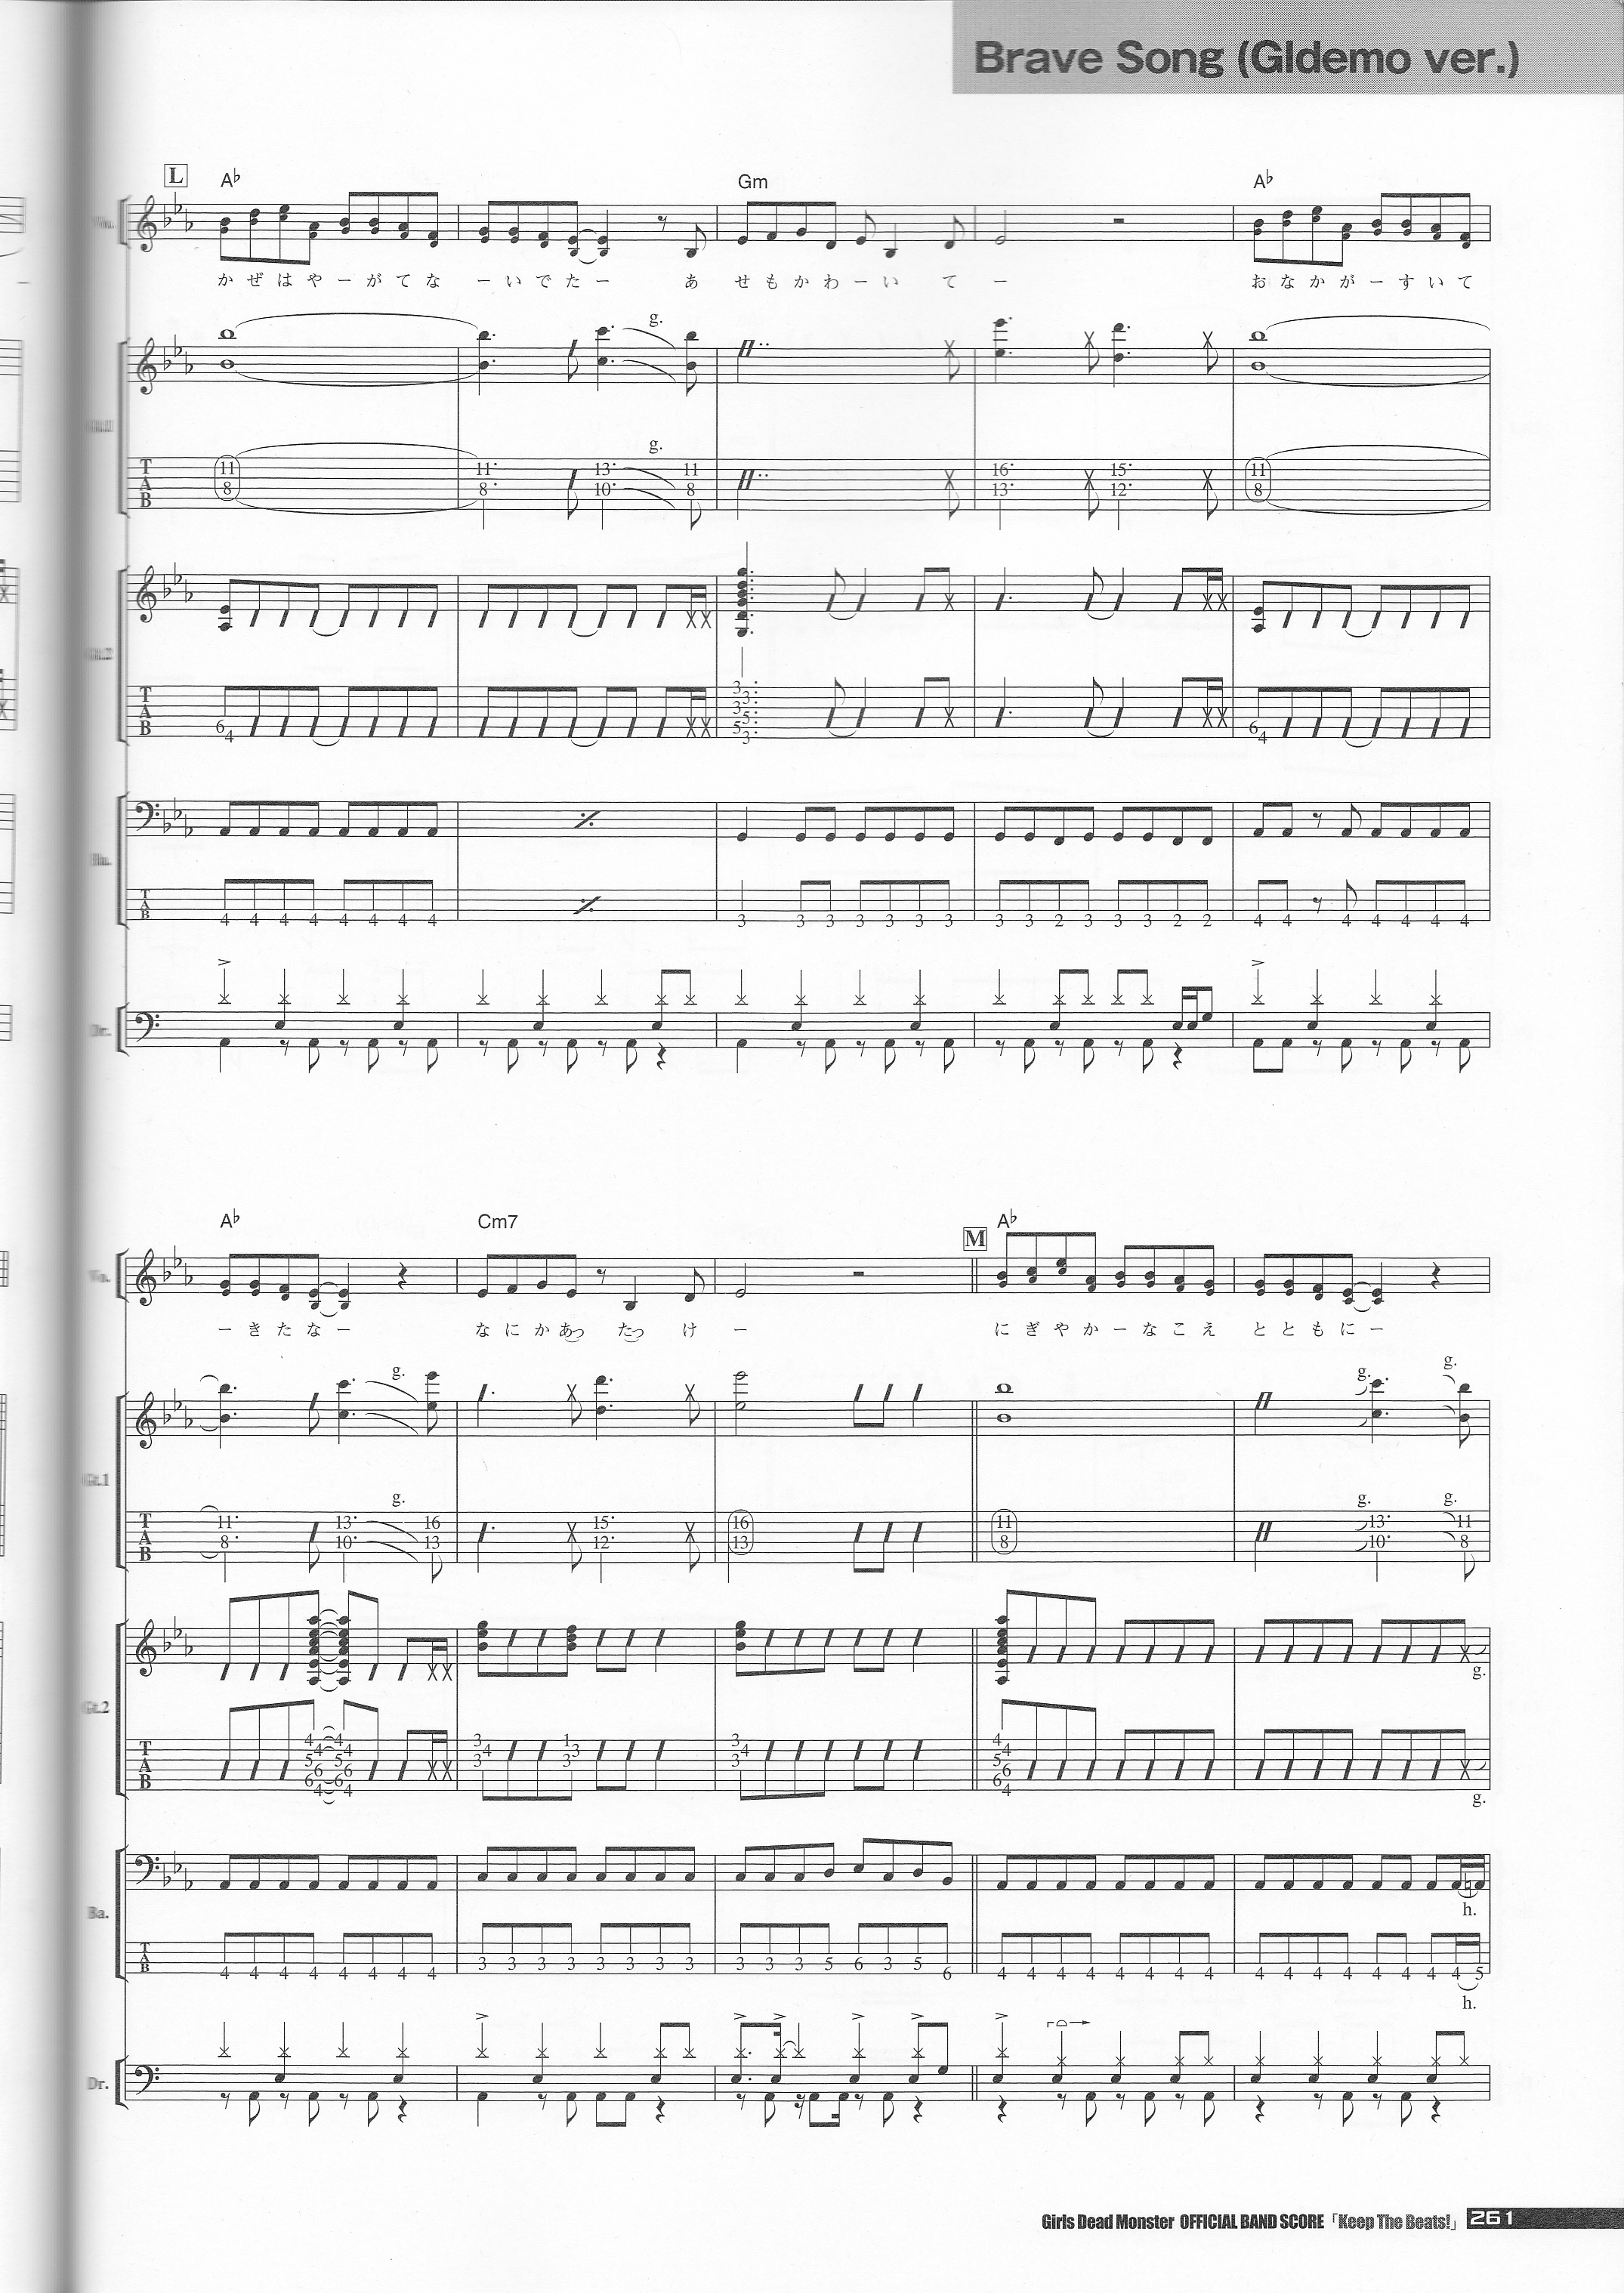 Brave Song (Gldemo ver.)
L
A♭ Gm A♭
か ぜ は や ー が て な ー い で た ー あ せ も か わ ー い て ー お な か が ー す い て
g.
g.
T A B 11 8 11 8 13 10 11 8 16 13 15 12 11 8
Gt.2
T A B 6 4 3 3 3 5 5 3 6 4
Ba.
T A B 4 4 4 4 4 4 4 4 3 3 3 3 3 3 3 3 3 2 3 3 3 2 2 4 4 4 4 4 4 4
Dr.
A♭ Cm7 M A♭
Vo.
ー き た な ー な に か あっ たっ け ー に ぎ や か ー な こ え と と も に ー
g. g. g.
Gt.1
g. g. g.
T A B 11 8 13 10 16 13 15 12 16 13 11 8 13 10 11 8
g.
Gt.2
T A B 4 4 5 6 6 4 4 4 5 6 6 4 3 4 3 1 3 3 3 4 3 4 4 5 6 6 4
g.
Ba.
h.
T A B 4 4 4 4 4 4 4 4 3 3 3 3 3 3 3 3 3 3 3 5 6 3 5 6 4 4 4 4 4 4 4 4 4 4 4 4 4 4 4 4 5
h.
Dr.
Girls Dead Monster OFFICIAL BAND SCORE「Keep The Beats!」 261